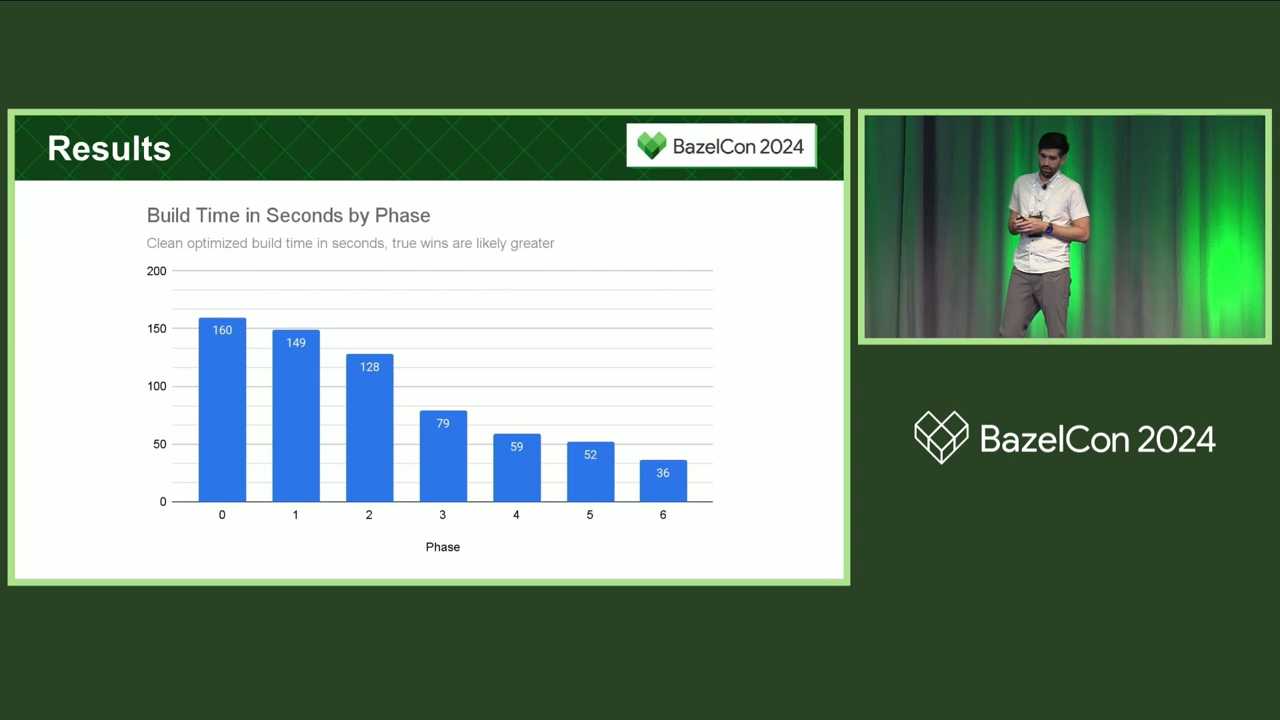 Results
BazelCon 2024
Build Time in Seconds by Phase
Clean optimized build time in seconds, true wins are likely greater
200
150
100
50
0
160
149
128
79
59
52
36
0 1 2 3 4 5 6
Phase
BazelCon 2024